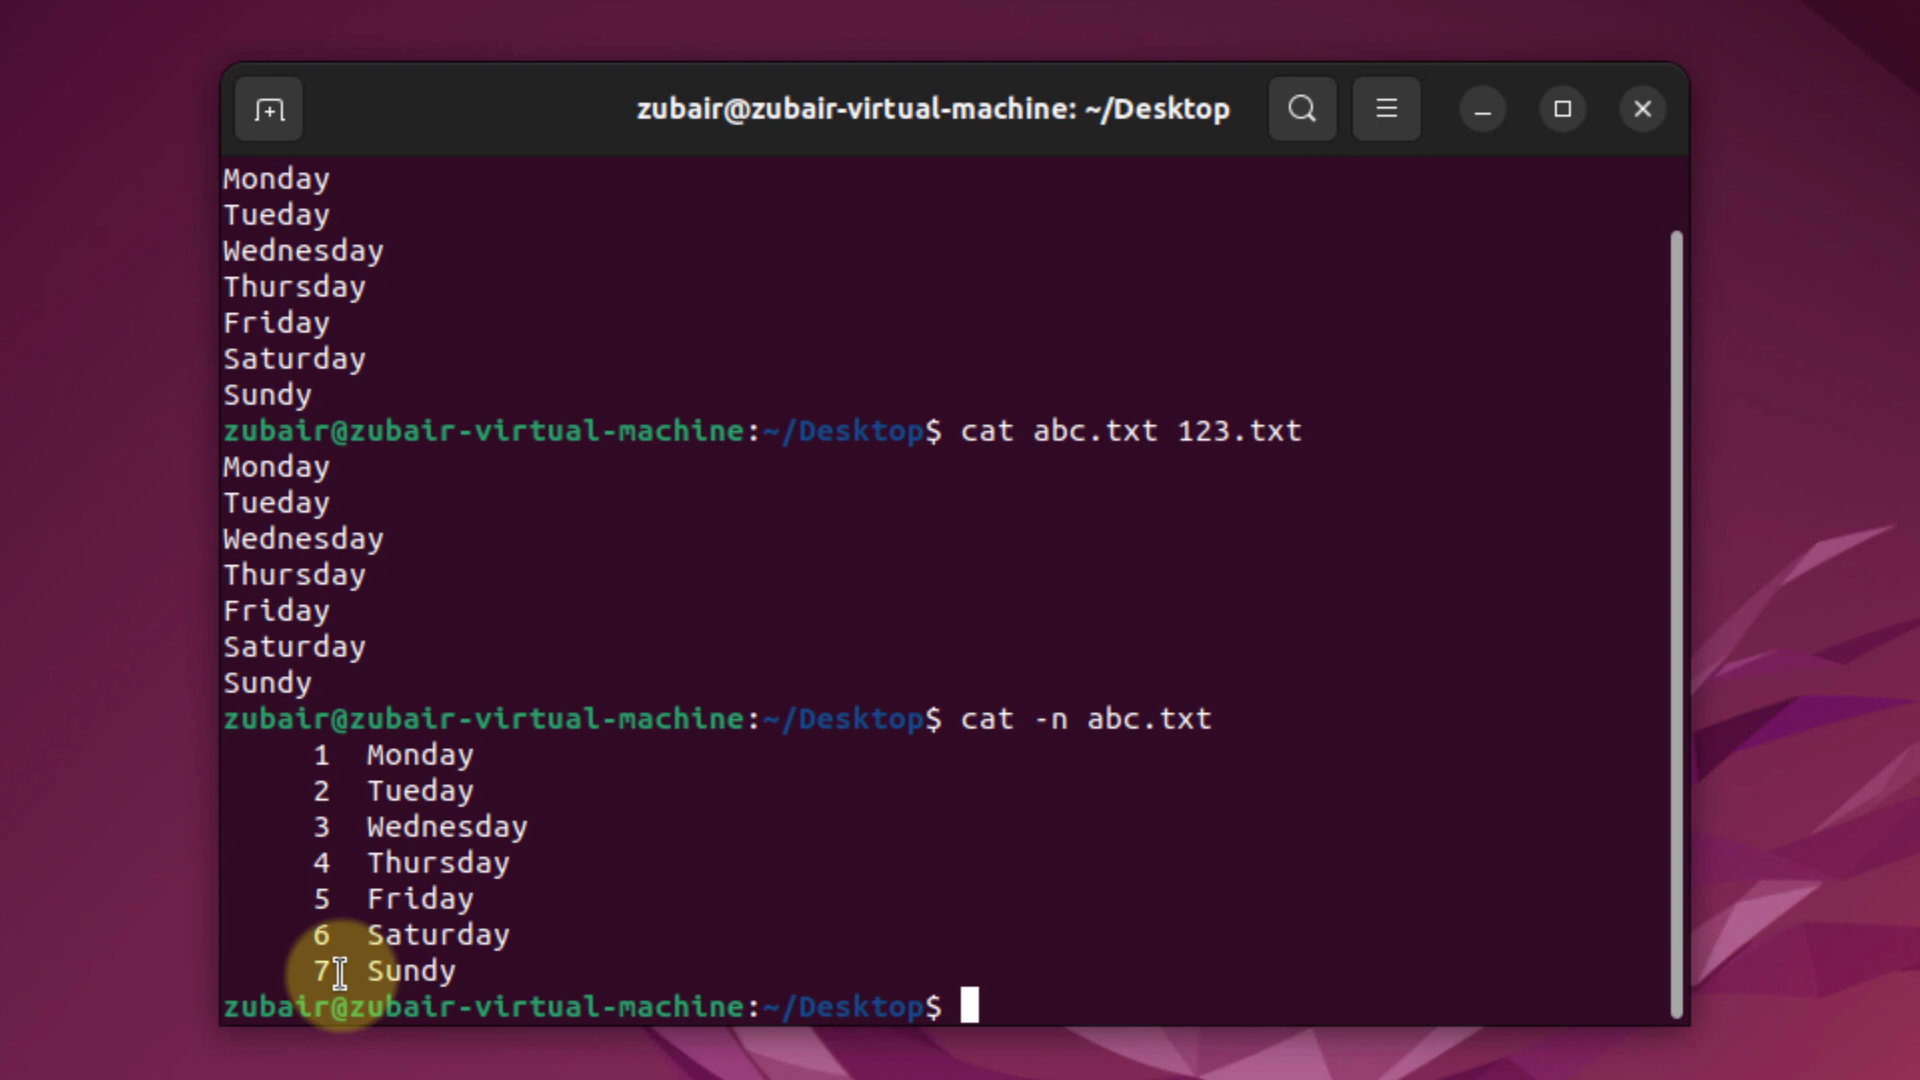 zubair@zubair-virtual-machine: ~/Desktop
Monday
Tueday
Wednesday
Thursday
Friday
Saturday
Sundy
zubair@zubair-virtual-machine:~/Desktop$ cat abc.txt 123.txt
Monday
Tueday
Wednesday
Thursday
Friday
Saturday
Sundy
zubair@zubair-virtual-machine:~/Desktop$ cat -n abc.txt
1 Monday
2 Tueday
3 Wednesday
4 Thursday
5 Friday
6 Saturday
7 Sundy
zubair@zubair-virtual-machine:~/Desktop$